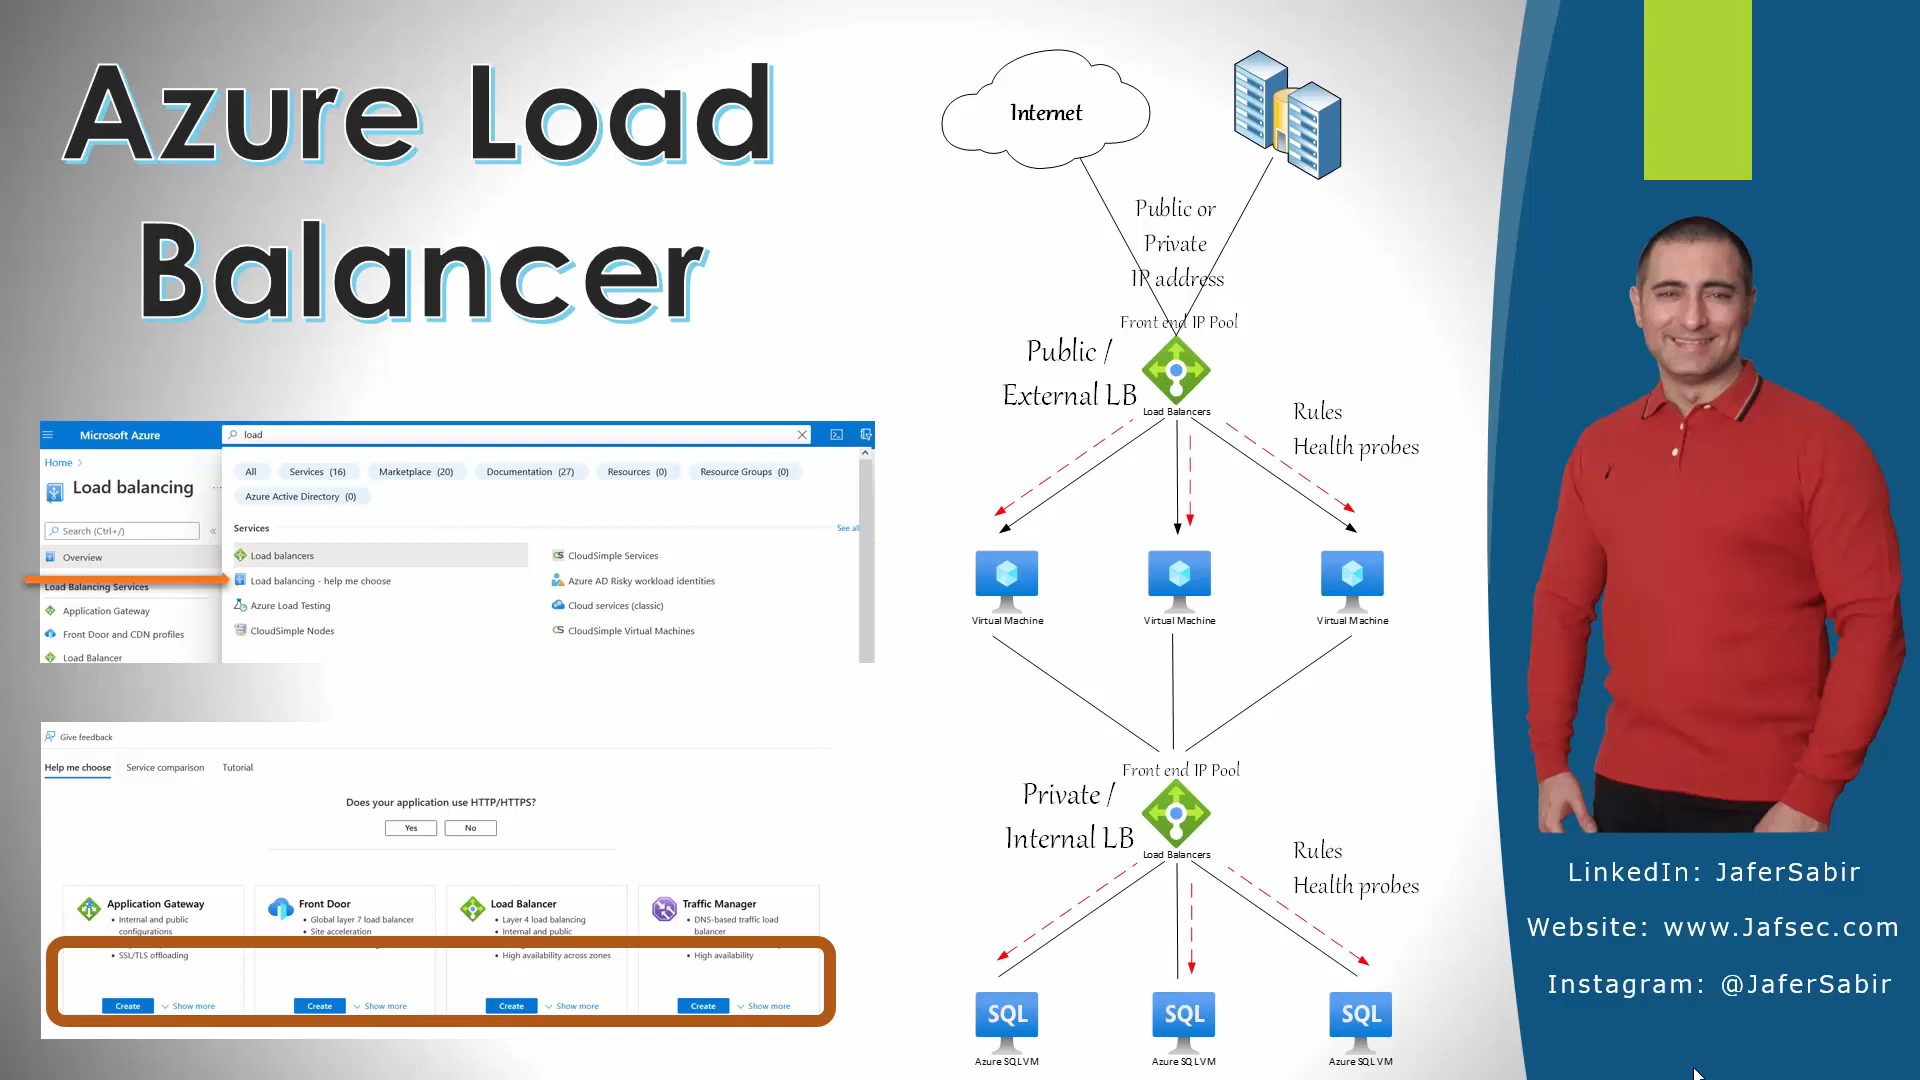 Azure Load
Balancer
Microsoft Azure
load
Home
Load balancing
Search (Ctrl+/)
Overview
Load Balancing Services
Application Gateway
Front Door and CDN profiles
Load Balancer
All
Services (16)
Marketplace (20)
Documentation (27)
Resources (0)
Resource Groups (0)
Azure Active Directory (0)
Services
See all
Load balancers
Load balancing - help me choose
Azure Load Testing
CloudSimple Nodes
CloudSimple Services
Azure AD Risky workload identities
Cloud services (classic)
CloudSimple Virtual Machines
Give feedback
Help me choose
Service comparison
Tutorial
Does your application use HTTP/HTTPS?
Yes
No
Application Gateway
• Internal and public
configurations
• SSL/TLS offloading
Create
Show more
Front Door
• Global layer 7 load balancer
• Site acceleration
Create
Show more
Load Balancer
• Layer 4 load balancing
• Internal and public
• High availability across zones
Create
Show more
Traffic Manager
• DNS-based traffic load
balancer
• High availability
Create
Show more
Internet
Public or
Private
IP address
Front end IP Pool
Public /
External LB
Load Balancers
Rules
Health probes
Virtual Machine
Virtual Machine
Virtual Machine
Front end IP Pool
Private /
Internal LB
Load Balancers
Rules
Health probes
SQL
SQL
SQL
Azure SQL VM
Azure SQL VM
Azure SQL VM
LinkedIn: JaferSabir
Website: www.Jafsec.com
Instagram: @JaferSabir